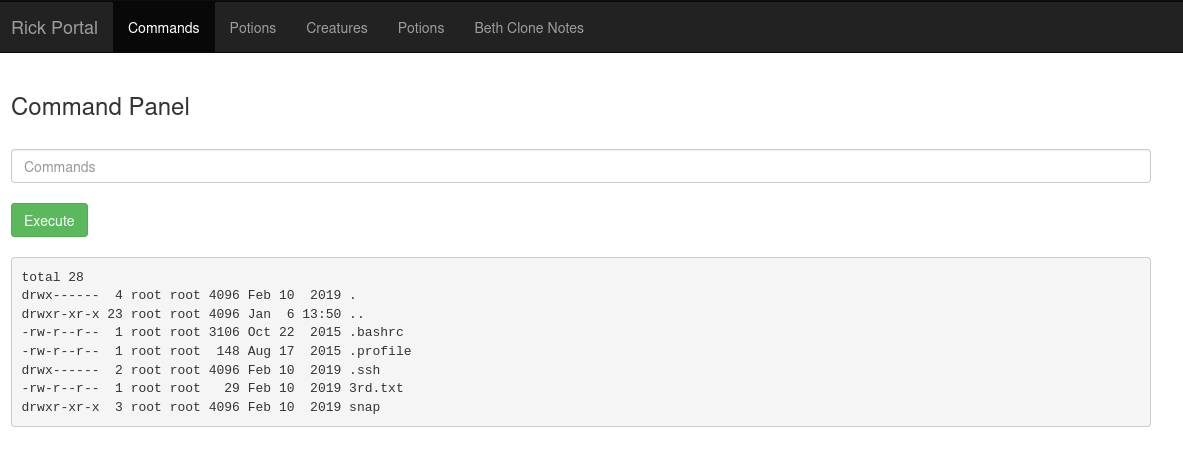 Rick Portal Commands Potions Creatures Potions Beth Clone Notes
Command Panel
Commands
Execute
total 28
drwx------  4 root root 4096 Feb 10  2019 .
drwxr-xr-x 23 root root 4096 Jan  6 13:50 ..
-rw-r--r--  1 root root 3106 Oct 22  2015 .bashrc
-rw-r--r--  1 root root  148 Aug 17  2015 .profile
drwx------  2 root root 4096 Feb 10  2019 .ssh
-rw-r--r--  1 root root   29 Feb 10  2019 3rd.txt
drwxr-xr-x  3 root root 4096 Feb 10  2019 snap